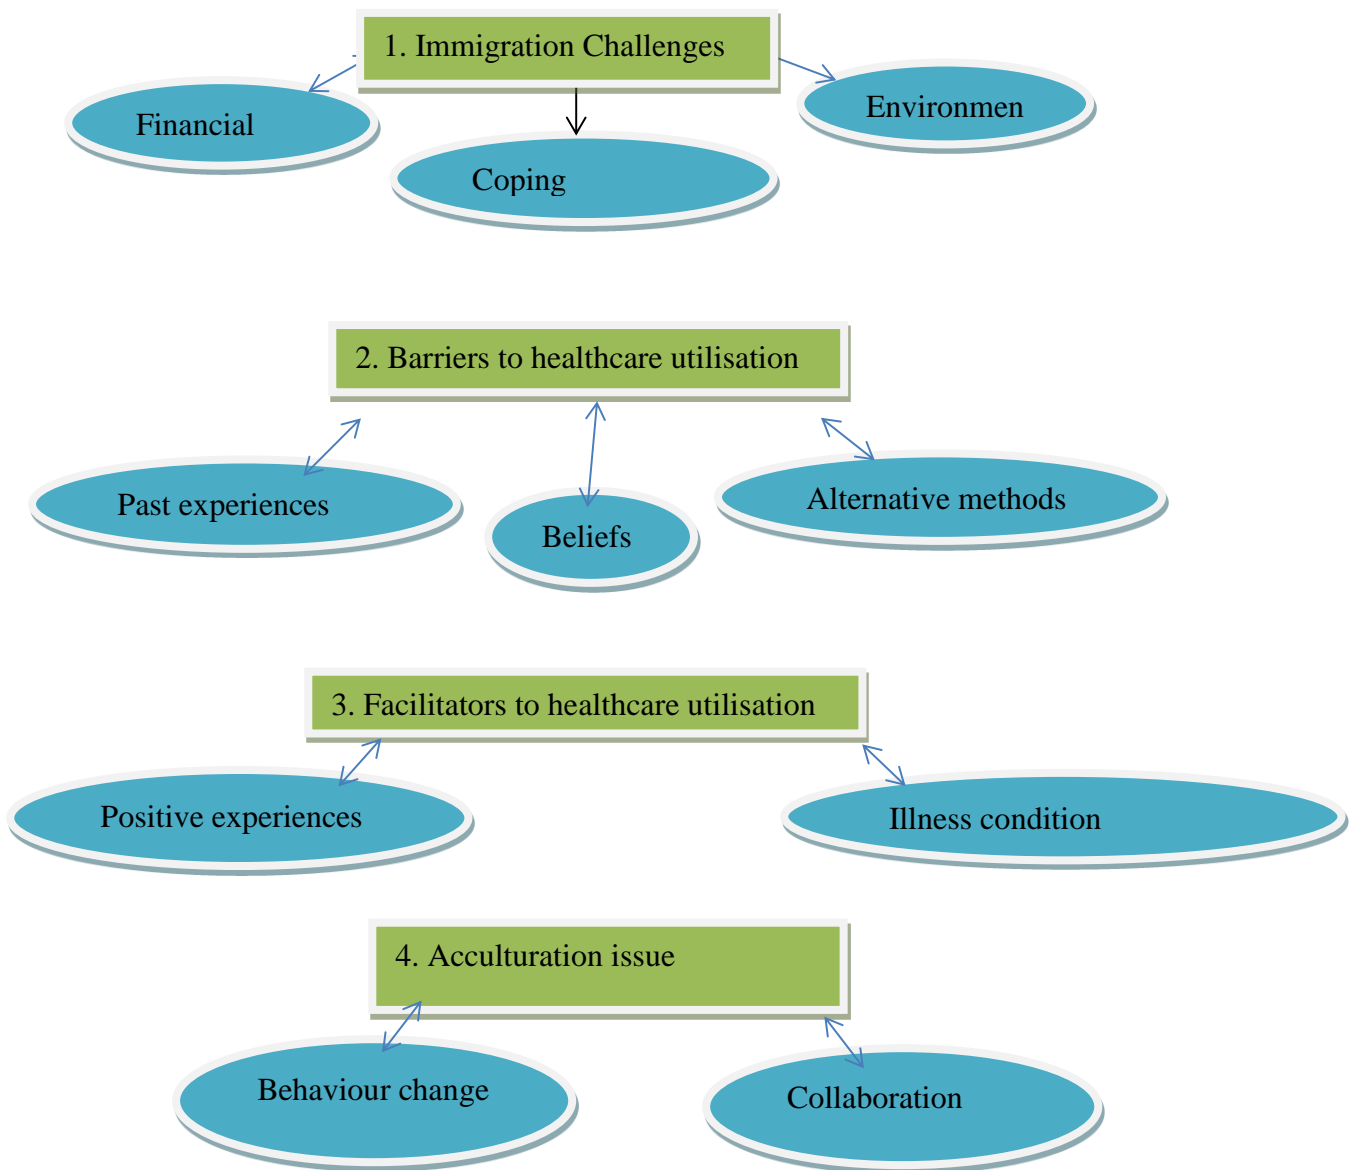 1. Immigration Challenges
Financial
Environmen
Coping
2. Barriers to healthcare utilisation
Past experiences
Beliefs
Alternative methods
3. Facilitators to healthcare utilisation
Positive experiences
Illness condition
4. Acculturation issue
Behaviour change
Collaboration